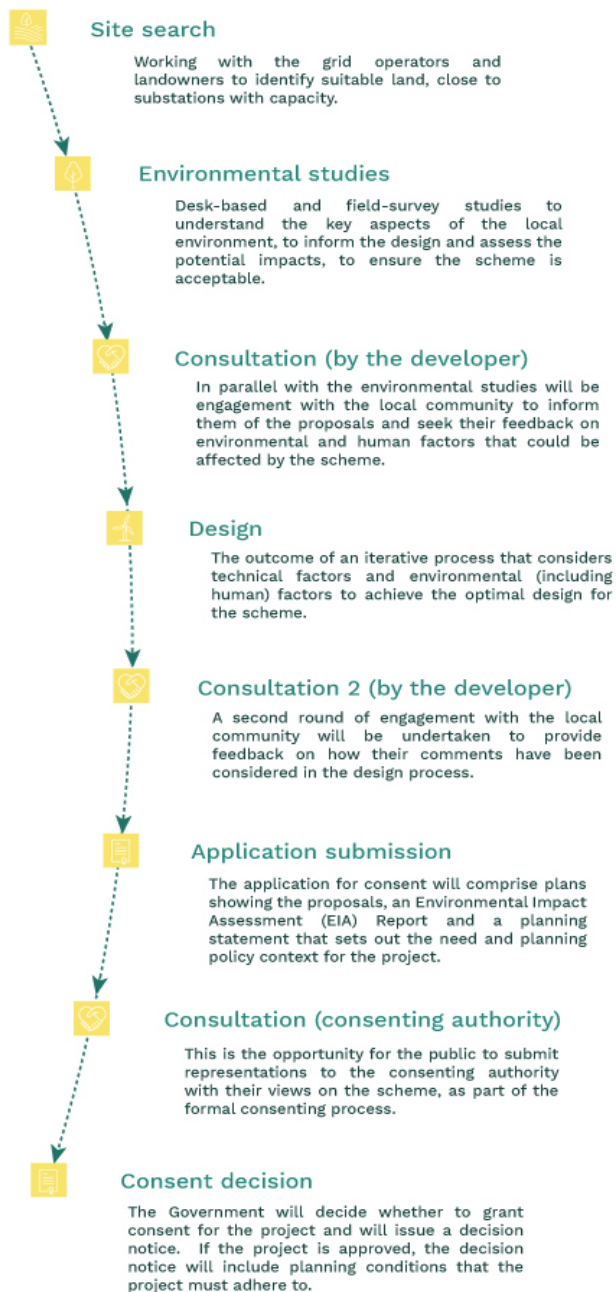 Site search
Working with the grid operators and
landowners to identify suitable land, close to
substations with capacity.
Environmental studies
Desk-based and field-survey studies to
understand the key aspects of the local
environment, to inform the design and assess the
potential impacts, to ensure the scheme is
acceptable.
Consultation (by the developer)
In parallel with the environmental studies will be
engagement with the local community to inform
them of the proposals and seek their feedback on
environmental and human factors that could be
affected by the scheme.
Design
The outcome of an iterative process that considers
technical factors and environmental (including
human) factors to achieve the optimal design for
the scheme.
Consultation 2 (by the developer)
A second round of engagement with the local
community will be undertaken to provide
feedback on how their comments have been
considered in the design process.
Application submission
The application for consent will comprise plans
showing the proposals, an Environmental Impact
Assessment (EIA) Report and a planning
statement that sets out the need and planning
policy context for the project.
Consultation (consenting authority)
This is the opportunity for the public to submit
representations to the consenting authority
with their views on the scheme, as part of the
formal consenting process.
Consent decision
The Government will decide whether to grant
consent for the project and will issue a decision
notice. If the project is approved, the decision
notice will include planning conditions that the
project must adhere to.